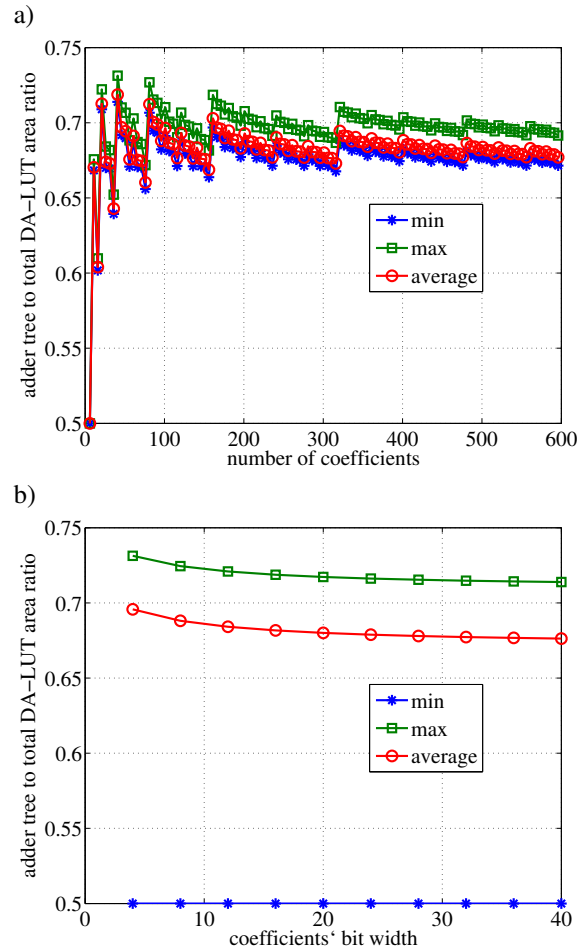 a)
adder tree to total DA-LUT area ratio
0.75
0.7
0.65
0.6
0.55
0.5
0
100
200
300
400
500
600
number of coefficients
min
max
average
b)
adder tree to total DA-LUT area ratio
0.75
0.7
0.65
0.6
0.55
0.5
0
10
20
30
40
coefficients‘ bit width
min
max
average